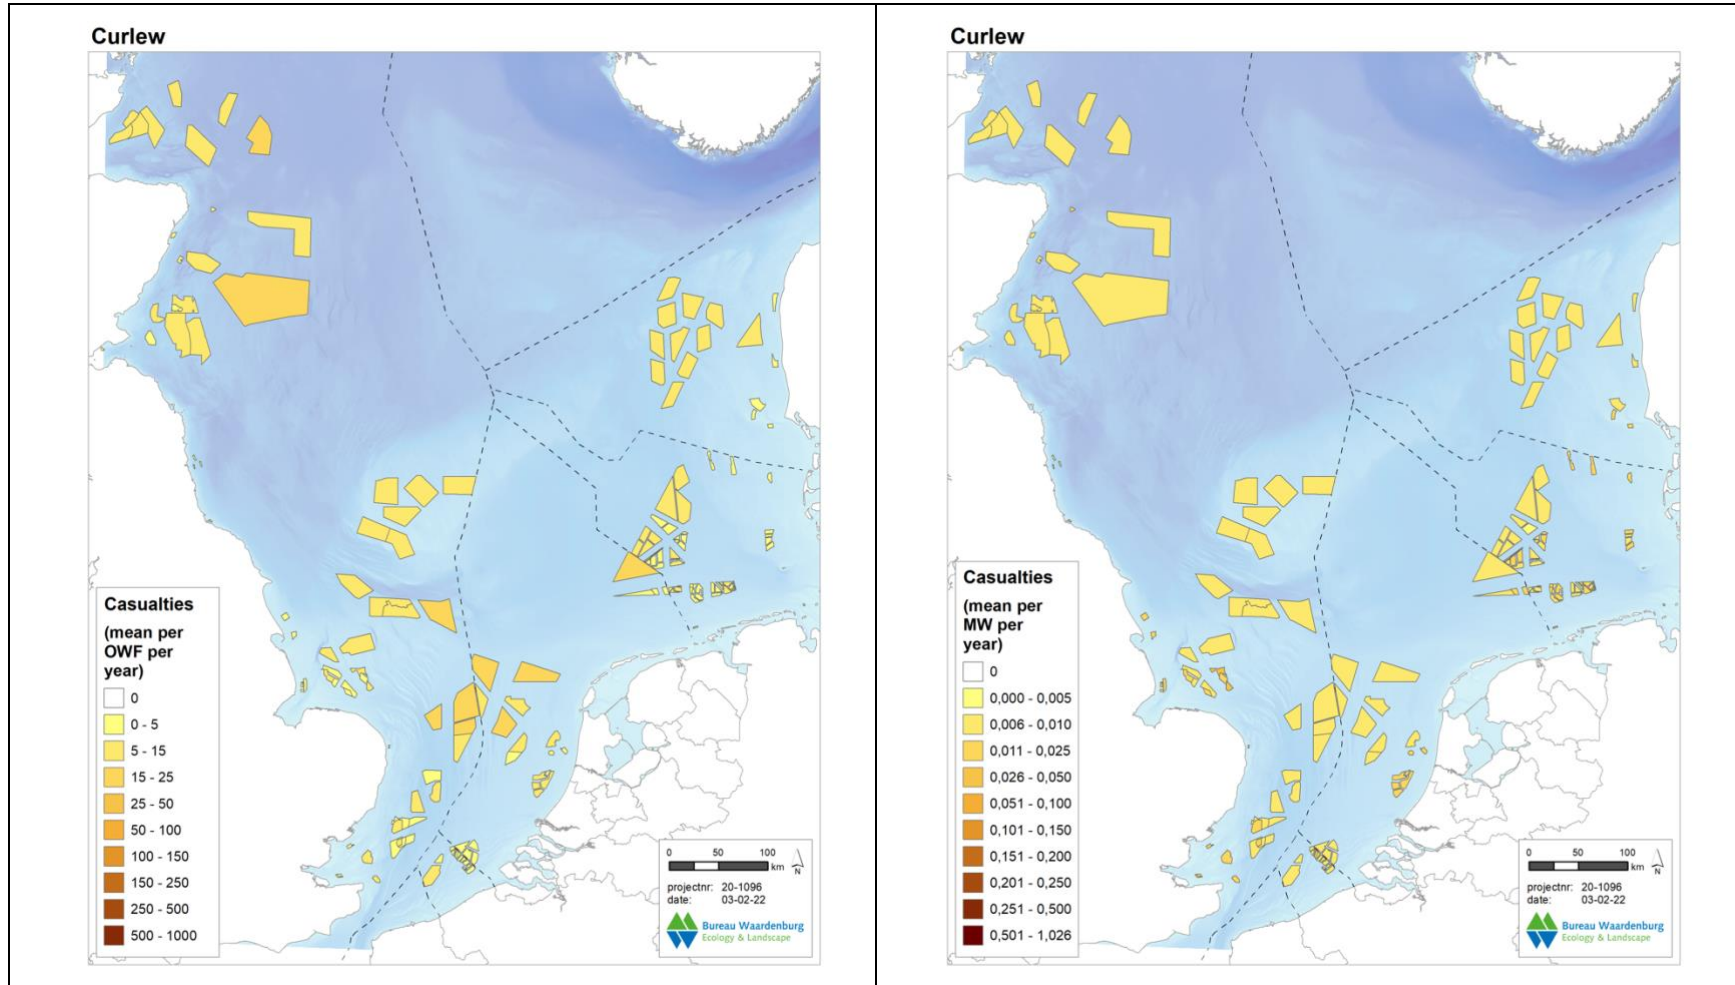 Curlew
Casualties
(mean per
OWF per
year)
0
0 - 5
5 - 15
15 - 25
25 - 50
50 - 100
100 - 150
150 - 250
250 - 500
500 - 1000
0 50 100
km
N
projectnr: 20-1096
date: 03-02-22
Bureau Waardenburg
Ecology & Landscape
Curlew
Casualties
(mean per
MW per
year)
0
0,000 - 0,005
0,006 - 0,010
0,011 - 0,025
0,026 - 0,050
0,051 - 0,100
0,101 - 0,150
0,151 - 0,200
0,201 - 0,250
0,251 - 0,500
0,501 - 1,026
0 50 100
km
N
projectnr: 20-1096
date: 03-02-22
Bureau Waardenburg
Ecology & Landscape